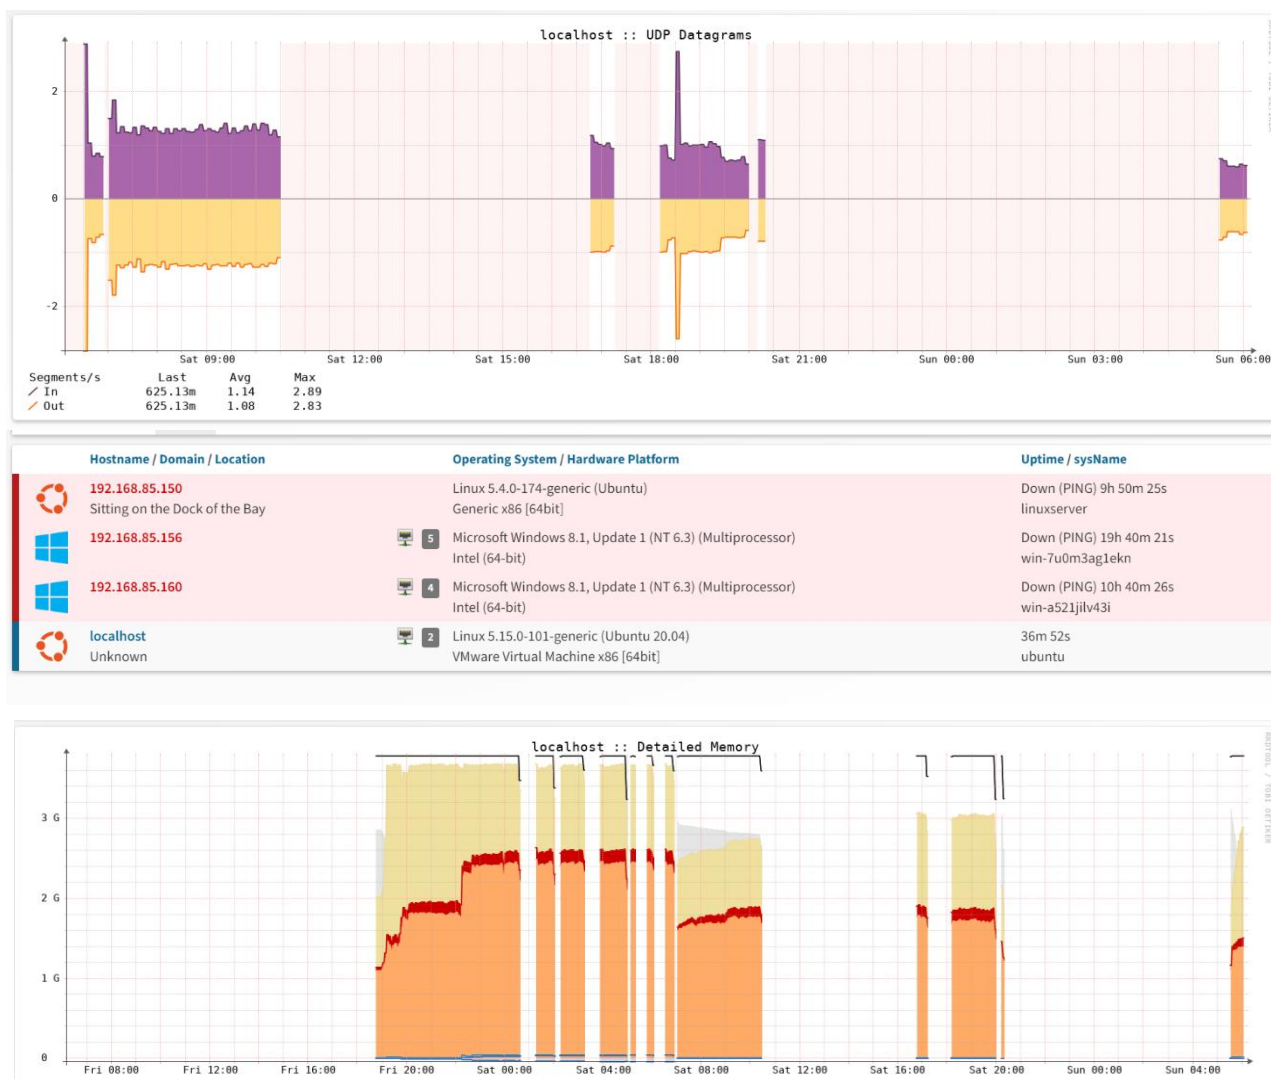 localhost :: UDP Datagrams
2
0
-2
Sat 09:00 Sat 12:00 Sat 15:00 Sat 18:00 Sat 21:00 Sun 00:00 Sun 03:00 Sun 06:00
Segments/s Last Avg Max
In 625.13m 1.14 2.89
Out 625.13m 1.08 2.83
Hostname / Domain / Location Operating System / Hardware Platform Uptime / sysName
192.168.85.150 Linux 5.4.0-174-generic (Ubuntu) Down (PING) 9h 50m 25s
Sitting on the Dock of the Bay Generic x86 [64bit] linuxserver
192.168.85.156 5 Microsoft Windows 8.1, Update 1 (NT 6.3) (Multiprocessor) Down (PING) 19h 40m 21s
Intel (64-bit) win-7u0m3ag1ekn
192.168.85.160 4 Microsoft Windows 8.1, Update 1 (NT 6.3) (Multiprocessor) Down (PING) 10h 40m 26s
Intel (64-bit) win-a521jilv43i
localhost 2 Linux 5.15.0-101-generic (Ubuntu 20.04) 36m 52s
Unknown VMware Virtual Machine x86 [64bit] ubuntu
localhost :: Detailed Memory
RRDTOOL / TOBI OETIKER
3 G
2 G
1 G
0
Fri 08:00 Fri 12:00 Fri 16:00 Fri 20:00 Sat 00:00 Sat 04:00 Sat 08:00 Sat 12:00 Sat 16:00 Sat 20:00 Sun 00:00 Sun 04:00